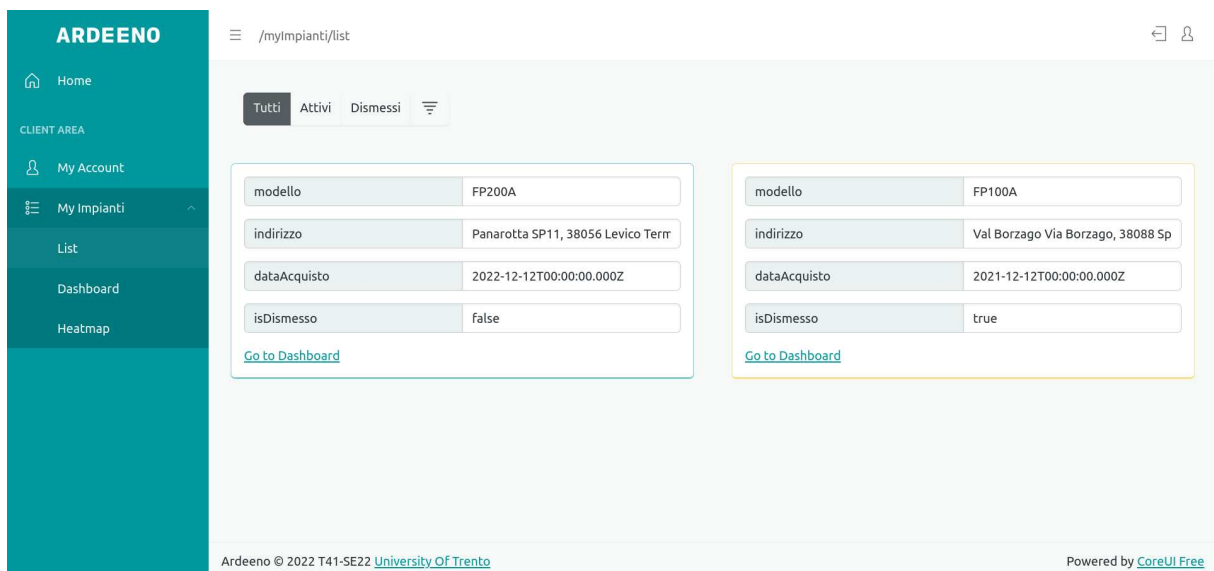 ARDEENO
/myImpianti/list
Home
CLIENT AREA
My Account
My Impianti
List
Dashboard
Heatmap
Tutti Attivi Dismessi
modello FP200A
indirizzo Panarotta SP11, 38056 Levico Term
dataAcquisto 2022-12-12T00:00:00.000Z
isDismesso false
Go to Dashboard
modello FP100A
indirizzo Val Borzago Via Borzago, 38088 Sp
dataAcquisto 2021-12-12T00:00:00.000Z
isDismesso true
Go to Dashboard
Ardeeno © 2022 T41-SE22 University Of Trento
Powered by CoreUI Free